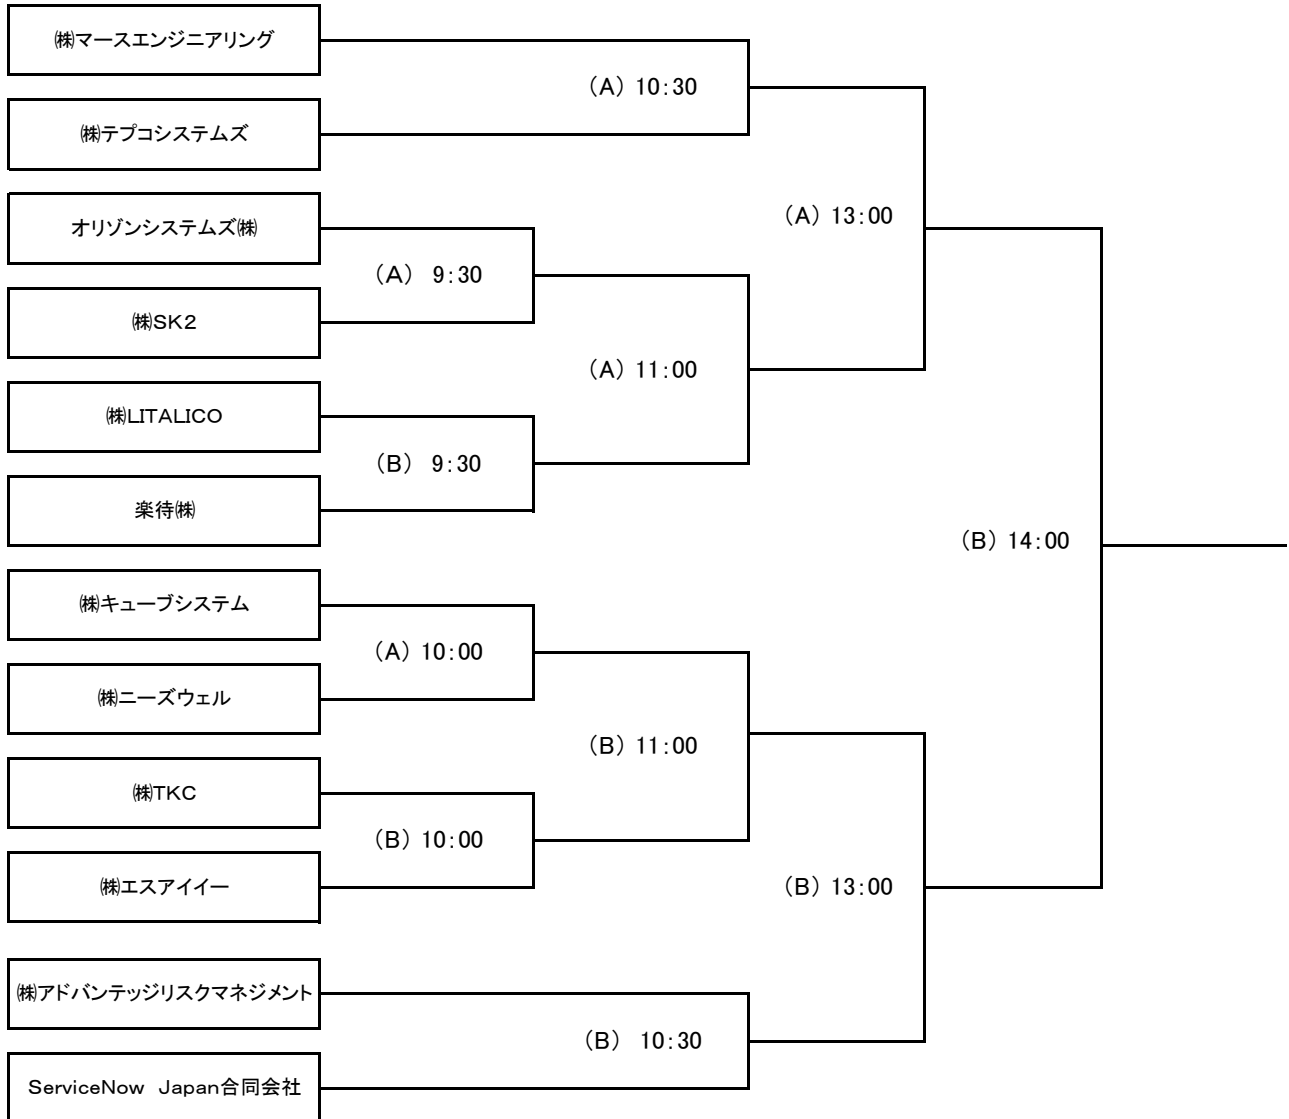 ㈱マースエンジニアリング
(A) 10:30
㈱テプコシステムズ
(A) 13:00
オリゾンシステムズ㈱
(A) 9:30
㈱SK2
(A) 11:00
㈱LITALICO
(B) 9:30
楽待㈱
(B) 14:00
㈱キューブシステム
(A) 10:00
㈱ニーズウェル
(B) 11:00
㈱TKC
(B) 10:00
㈱エスアイイー
(B) 13:00
㈱アドバンテッジリスクマネジメント
(B) 10:30
ServiceNow Japan合同会社